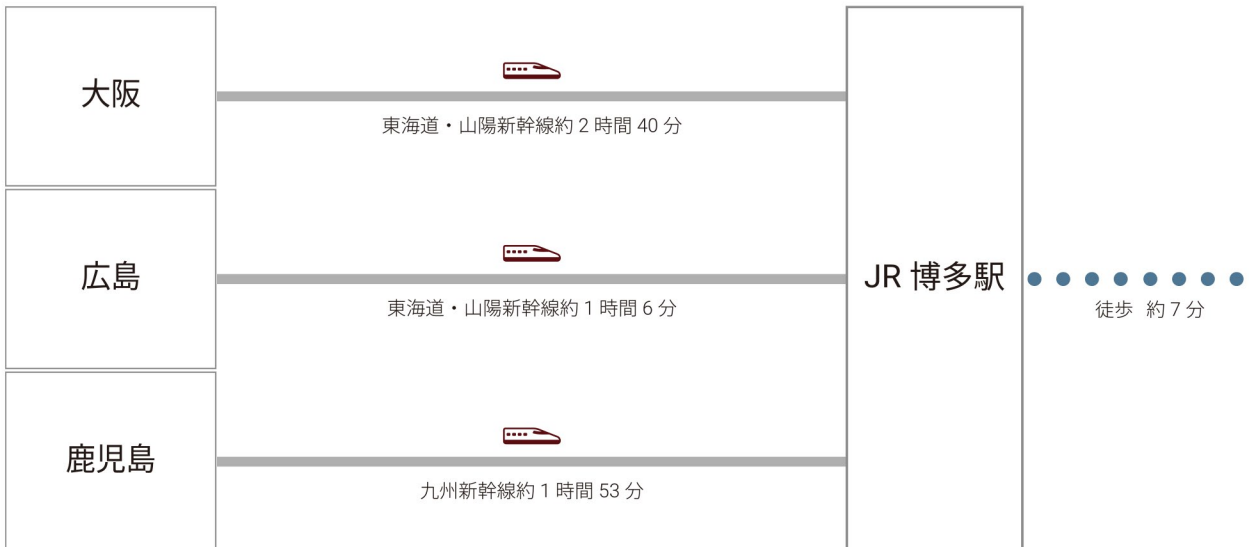 大阪
東海道・山陽新幹線約 2 時間 40 分
広島
東海道・山陽新幹線約 1 時間 6 分
JR 博多駅
徒歩 約 7 分
鹿児島
九州新幹線約 1 時間 53 分